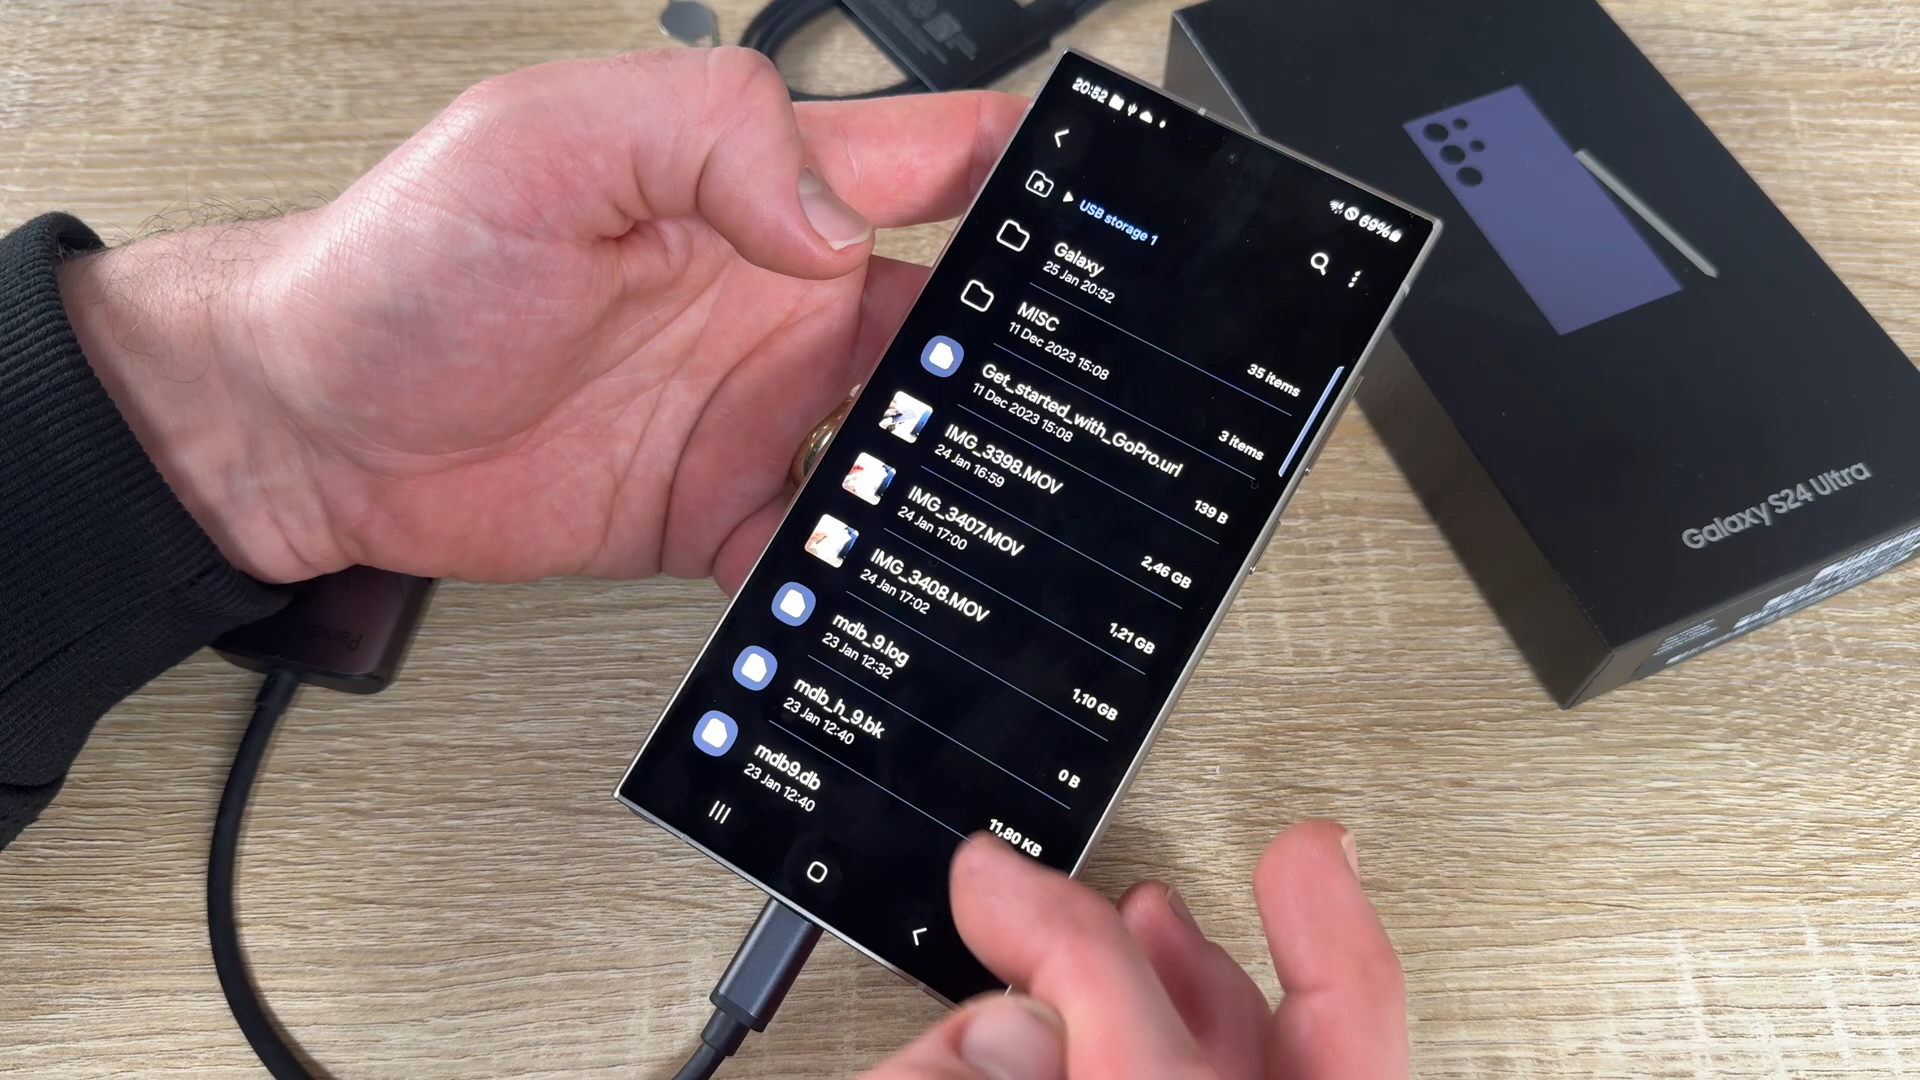 20:52
69%
USB storage 1
Galaxy
25 Jan 20:52
35 items
MISC
11 Dec 2023 15:08
3 items
Get_started_with_GoPro.url
11 Dec 2023 15:08
139 B
IMG_3398.MOV
24 Jan 16:59
2,46 GB
IMG_3407.MOV
24 Jan 17:00
1,21 GB
IMG_3408.MOV
24 Jan 17:02
1,10 GB
mdb_9.log
23 Jan 12:32
0 B
mdb_h_9.bk
23 Jan 12:40
11,80 KB
mdb9.db
23 Jan 12:40
Galaxy S24 Ultra